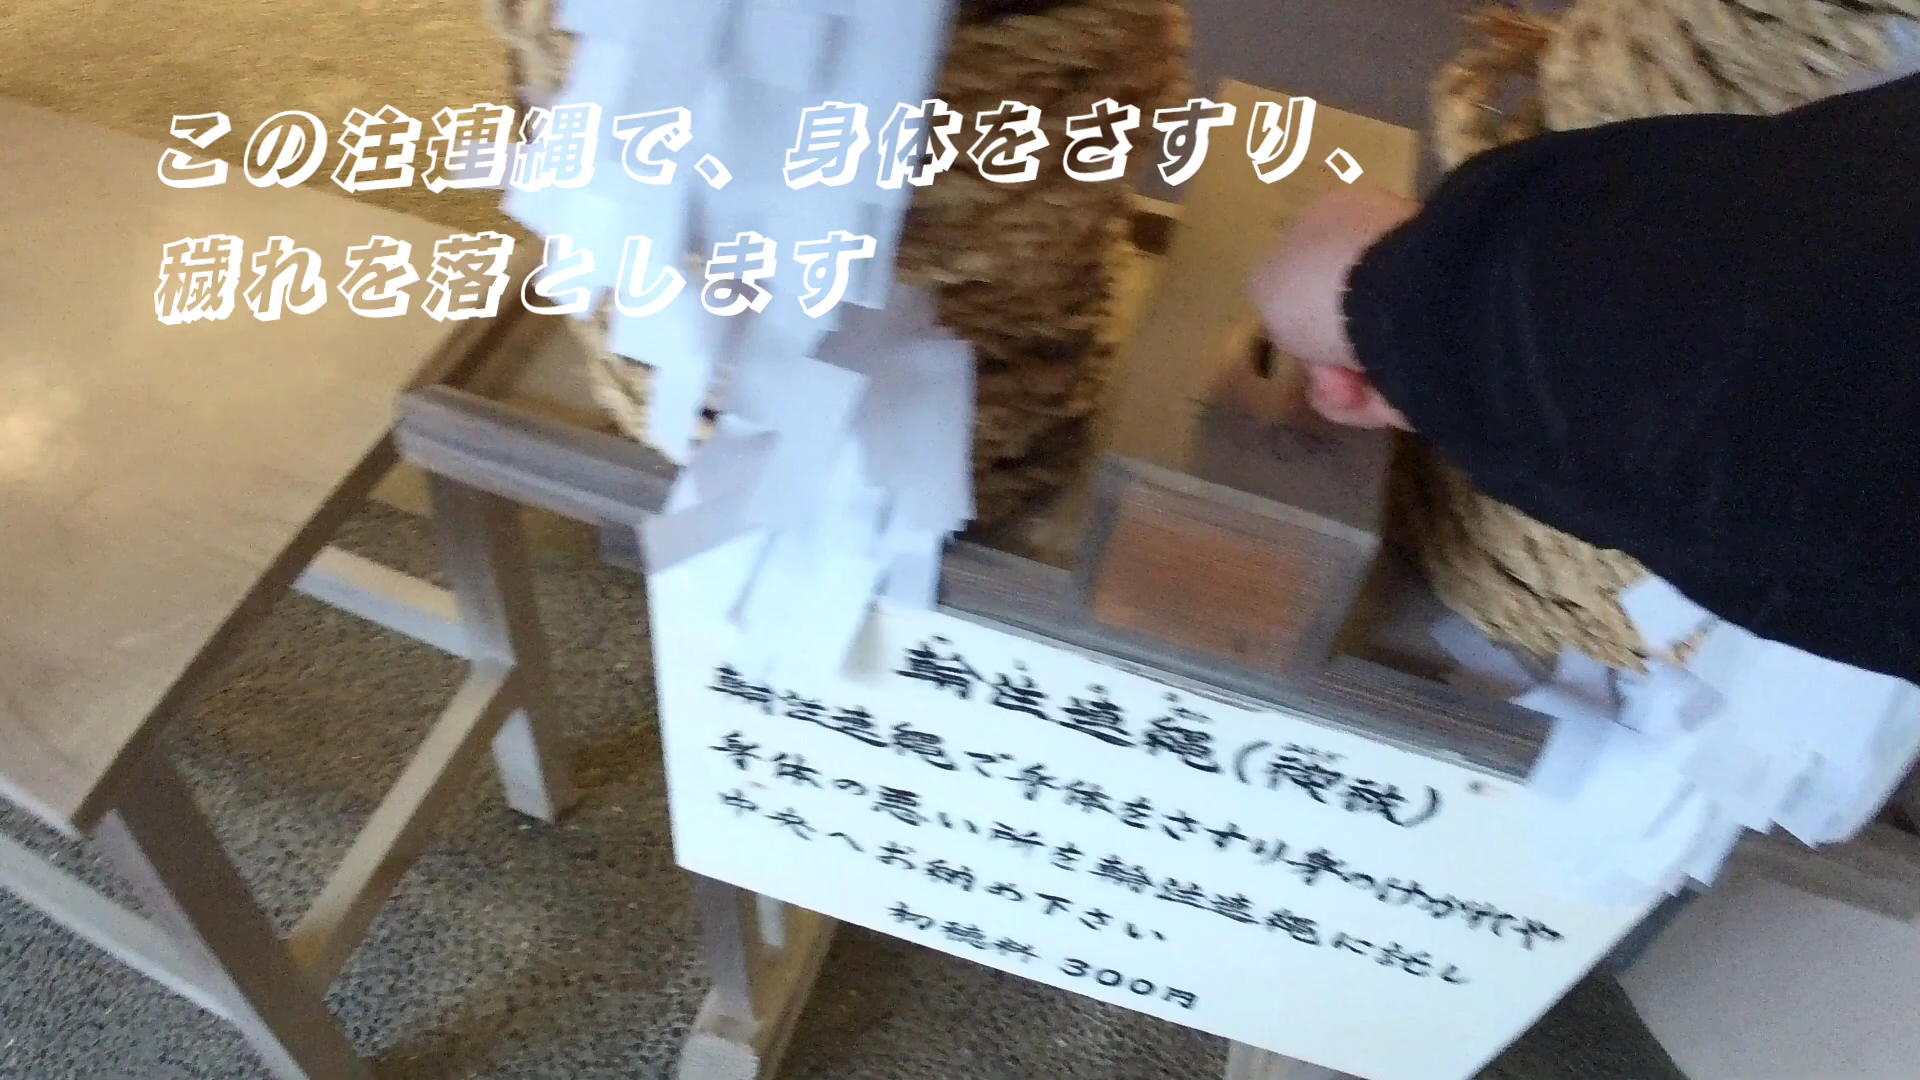 この注連縄で、身体をさすり、
穢れを落とします
輪注連縄(禊祓)
輪注連縄で身体をさすり身のけがれや
身体の悪い所を輪注連縄に託し
中央へお納め下さい
初穂料 300円